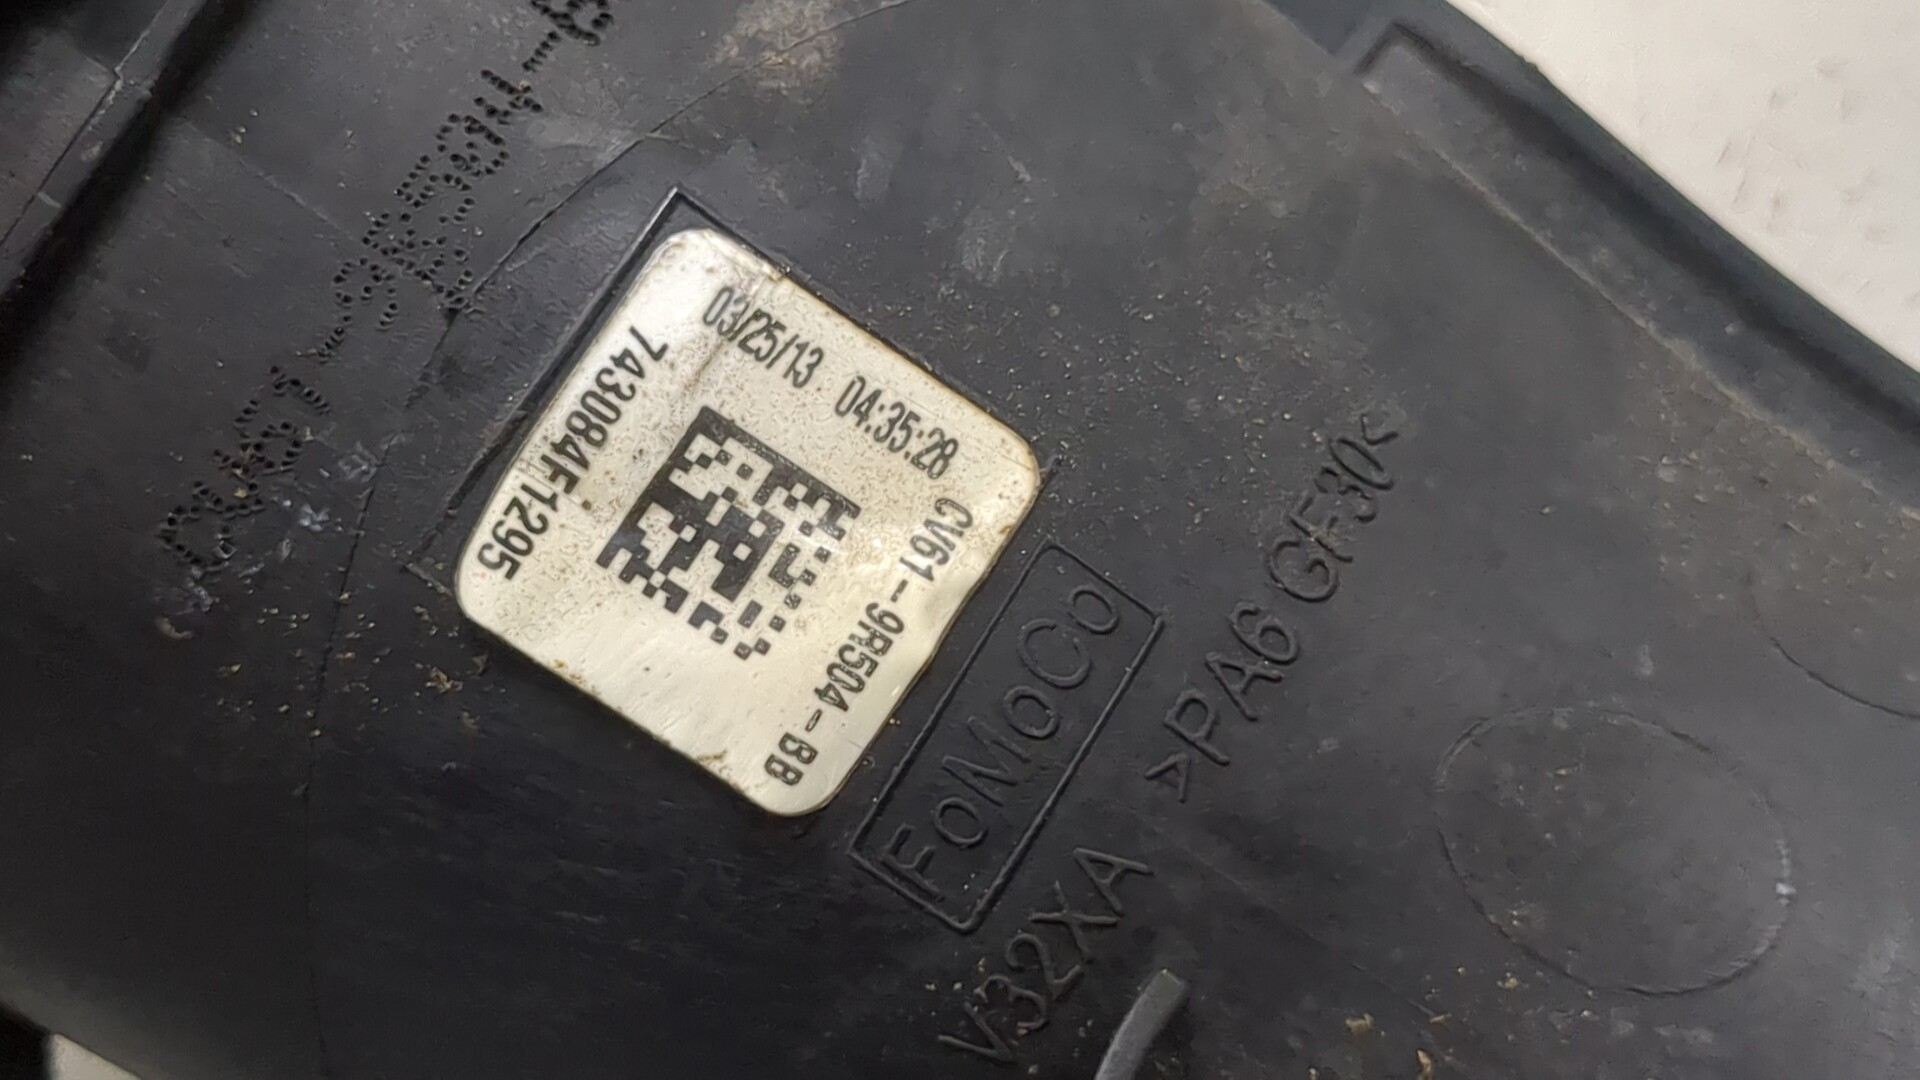 03/25/13 04:35:28
CV61-9R504-BB
743084F1295
FoMoCo
>PA6 GF30<
V32XA